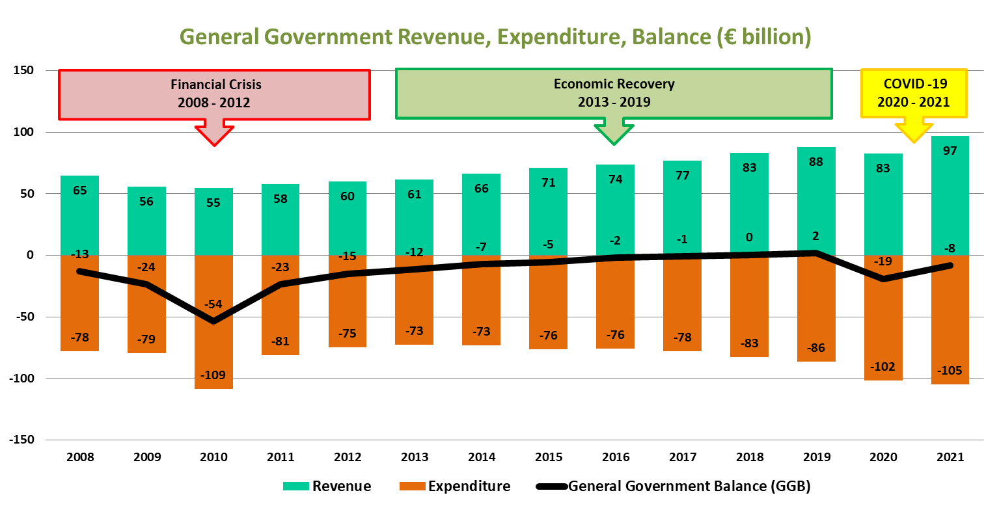 General Government Revenue, Expenditure, Balance (€ billion)
Financial Crisis
2008 - 2012
Economic Recovery
2013 - 2019
COVID -19
2020 - 2021
150
100
50
0
-50
-100
-150
65 56 55 58 60 61 66 71 74 77 83 88 83 97
-13 -24 -54 -23 -15 -12 -7 -5 -2 -1 0 2 -19 -8
-78 -79 -109 -81 -75 -73 -73 -76 -76 -78 -83 -86 -102 -105
2008 2009 2010 2011 2012 2013 2014 2015 2016 2017 2018 2019 2020 2021
Revenue Expenditure General Government Balance (GGB)